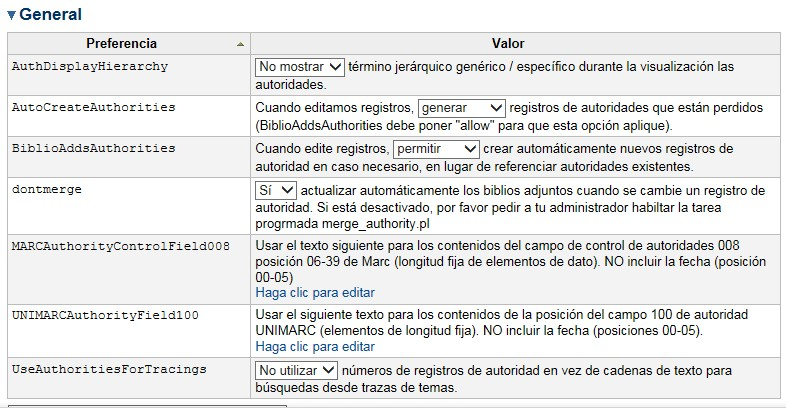 General
Preferencia Valor
AuthDisplayHierarchy No mostrar término jerárquico genérico / específico durante la visualización las
autoridades.
AutoCreateAuthorities Cuando editamos registros, generar registros de autoridades que están perdidos
(BiblioAddsAuthorities debe poner "allow" para que esta opción aplique).
BiblioAddsAuthorities Cuando edite registros, permitir crear automáticamente nuevos registros de
autoridad en caso necesario, en lugar de referenciar autoridades existentes.
dontmerge Sí actualizar automáticamente los biblios adjuntos cuando se cambie un registro de
autoridad. Si está desactivado, por favor pedir a tu administrador habiltar la tarea
progrmada merge_authority.pl
MARCAuthorityControlField008 Usar el texto siguiente para los contenidos del campo de control de autoridades 008
posición 06-39 de Marc (longitud fija de elementos de dato). NO incluir la fecha (posición
00-05)
Haga clic para editar
UNIMARCAuthorityField100 Usar el siguiente texto para los contenidos de la posición del campo 100 de autoridad
UNIMARC (elementos de longitud fija). NO incluir la fecha (posiciones 00-05).
Haga clic para editar
UseAuthoritiesForTracings No utilizar números de registros de autoridad en vez de cadenas de texto para
búsquedas desde trazas de temas.